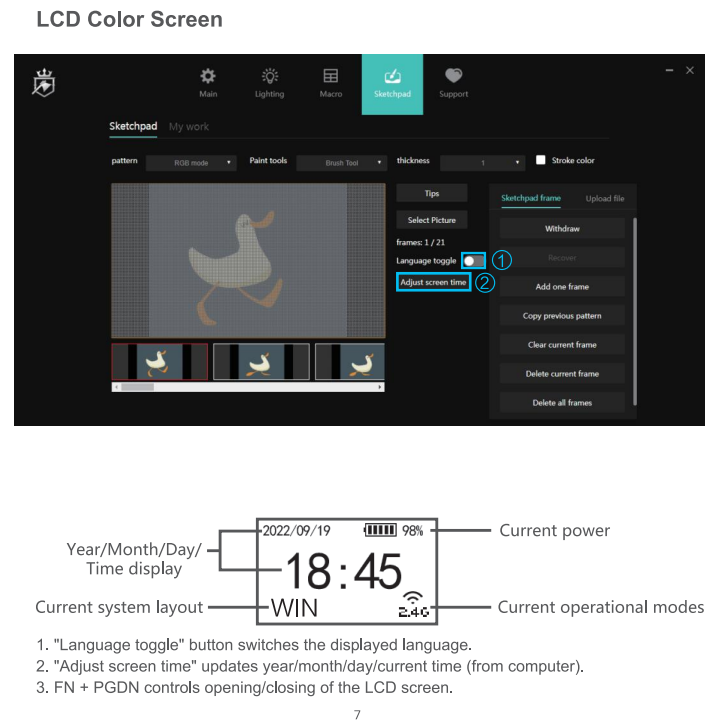 LCD Color Screen
Main
Lighting
Macro
Sketchpad
Support
Sketchpad My work
pattern RGB mode Paint tools Brush Tool thickness 1 Stroke color
Tips
Select Picture
frames: 1 / 21
Language toggle 1
Adjust screen time 2
Sketchpad frame Upload file
Withdraw
Recover
Add one frame
Copy previous pattern
Clear current frame
Delete current frame
Delete all frames
Year/Month/Day/
Time display
Current system layout
2022/09/19 98%
18:45
WIN 2.4G
Current power
Current operational modes
1. "Language toggle" button switches the displayed language.
2. "Adjust screen time" updates year/month/day/current time (from computer).
3. FN + PGDN controls opening/closing of the LCD screen.
7